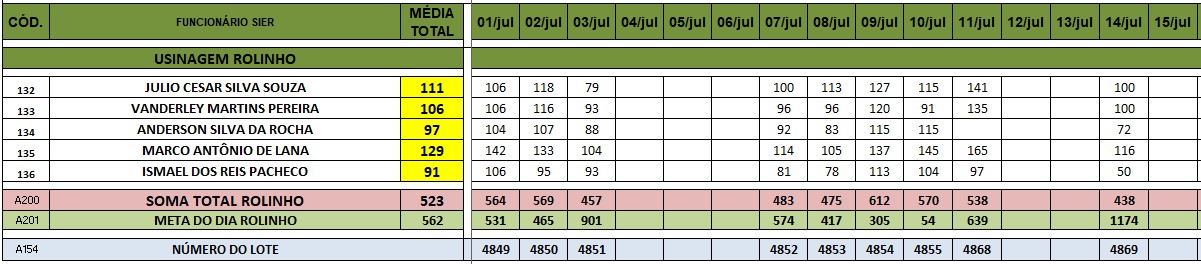 CÓD. FUNCIONÁRIO SIER MÉDIA TOTAL 01/jul 02/jul 03/jul 04/jul 05/jul 06/jul 07/jul 08/jul 09/jul 10/jul 11/jul 12/jul 13/jul 14/jul 15/jul
USINAGEM ROLINHO
132 JULIO CESAR SILVA SOUZA 111 106 118 79 100 113 127 115 141 100
133 VANDERLEY MARTINS PEREIRA 106 106 116 93 96 96 120 91 135 100
134 ANDERSON SILVA DA ROCHA 97 104 107 88 92 83 115 115 72
135 MARCO ANTÔNIO DE LANA 129 142 133 104 114 105 137 145 165 116
136 ISMAEL DOS REIS PACHECO 91 106 95 93 81 78 113 104 97 50
A200 SOMA TOTAL ROLINHO 523 564 569 457 483 475 612 570 538 438
A201 META DO DIA ROLINHO 562 531 465 901 574 417 305 54 639 1174
A154 NÚMERO DO LOTE 4849 4850 4851 4852 4853 4854 4855 4868 4869